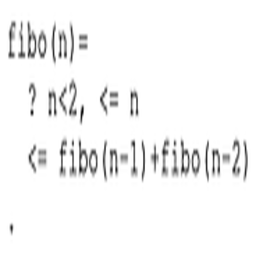 fibo(n)=
  ? n<2, <= n
  <= fibo(n-1)+fibo(n-2)
.